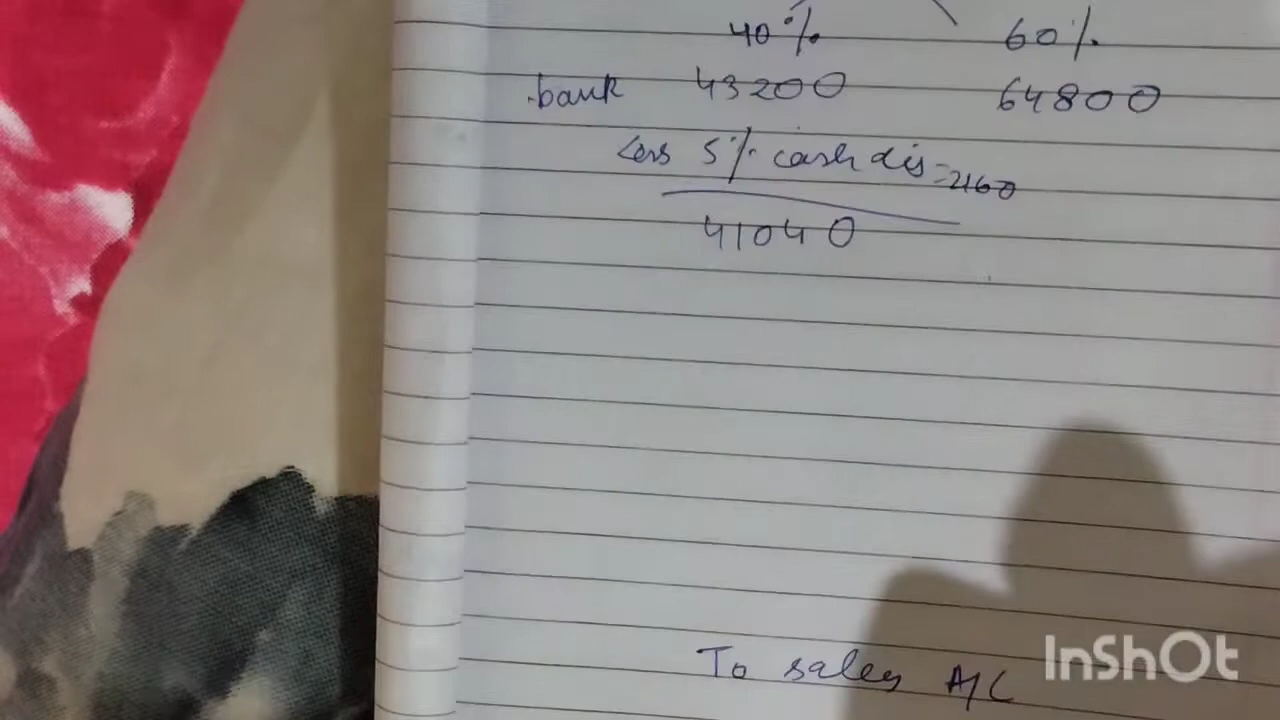 40% 60%
bank 43200 64800
Less 5% cash dis = 2160
41040
To sales A/C
InShOt